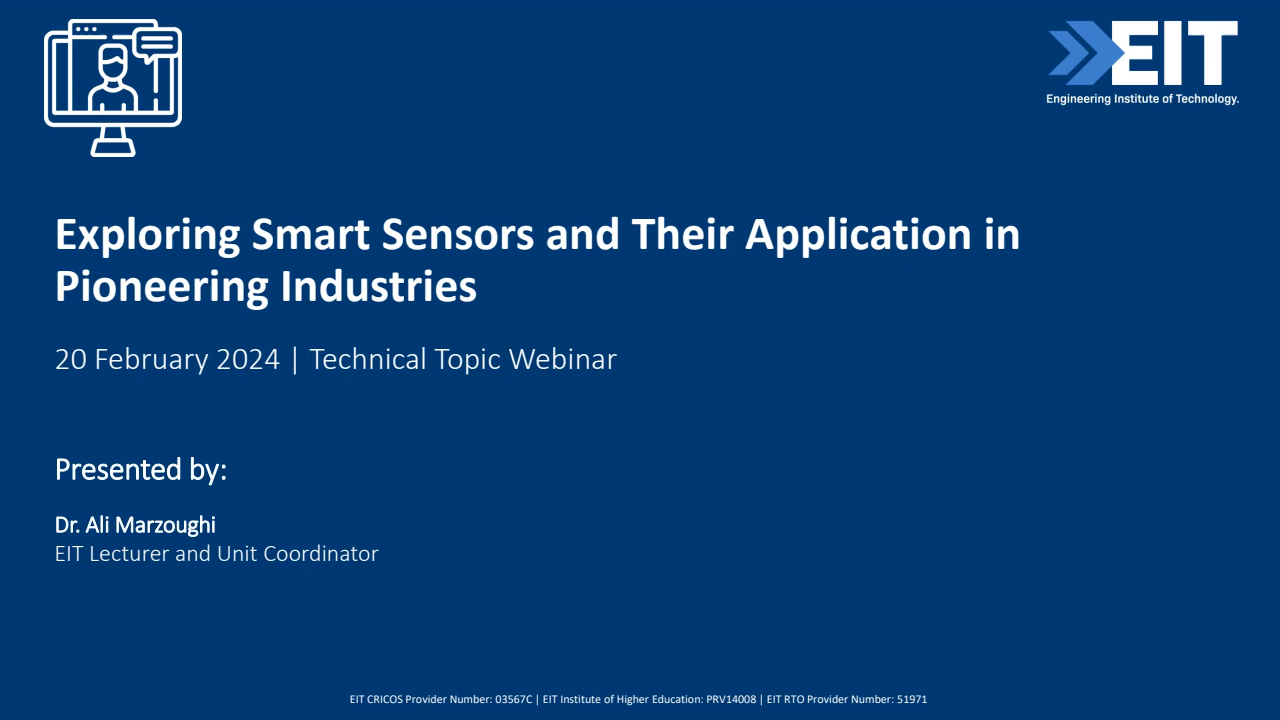 EIT
Engineering Institute of Technology.
Exploring Smart Sensors and Their Application in
Pioneering Industries
20 February 2024 | Technical Topic Webinar
Presented by:
Dr. Ali Marzoughi
EIT Lecturer and Unit Coordinator
EIT CRICOS Provider Number: 03567C | EIT Institute of Higher Education: PRV14008 | EIT RTO Provider Number: 51971